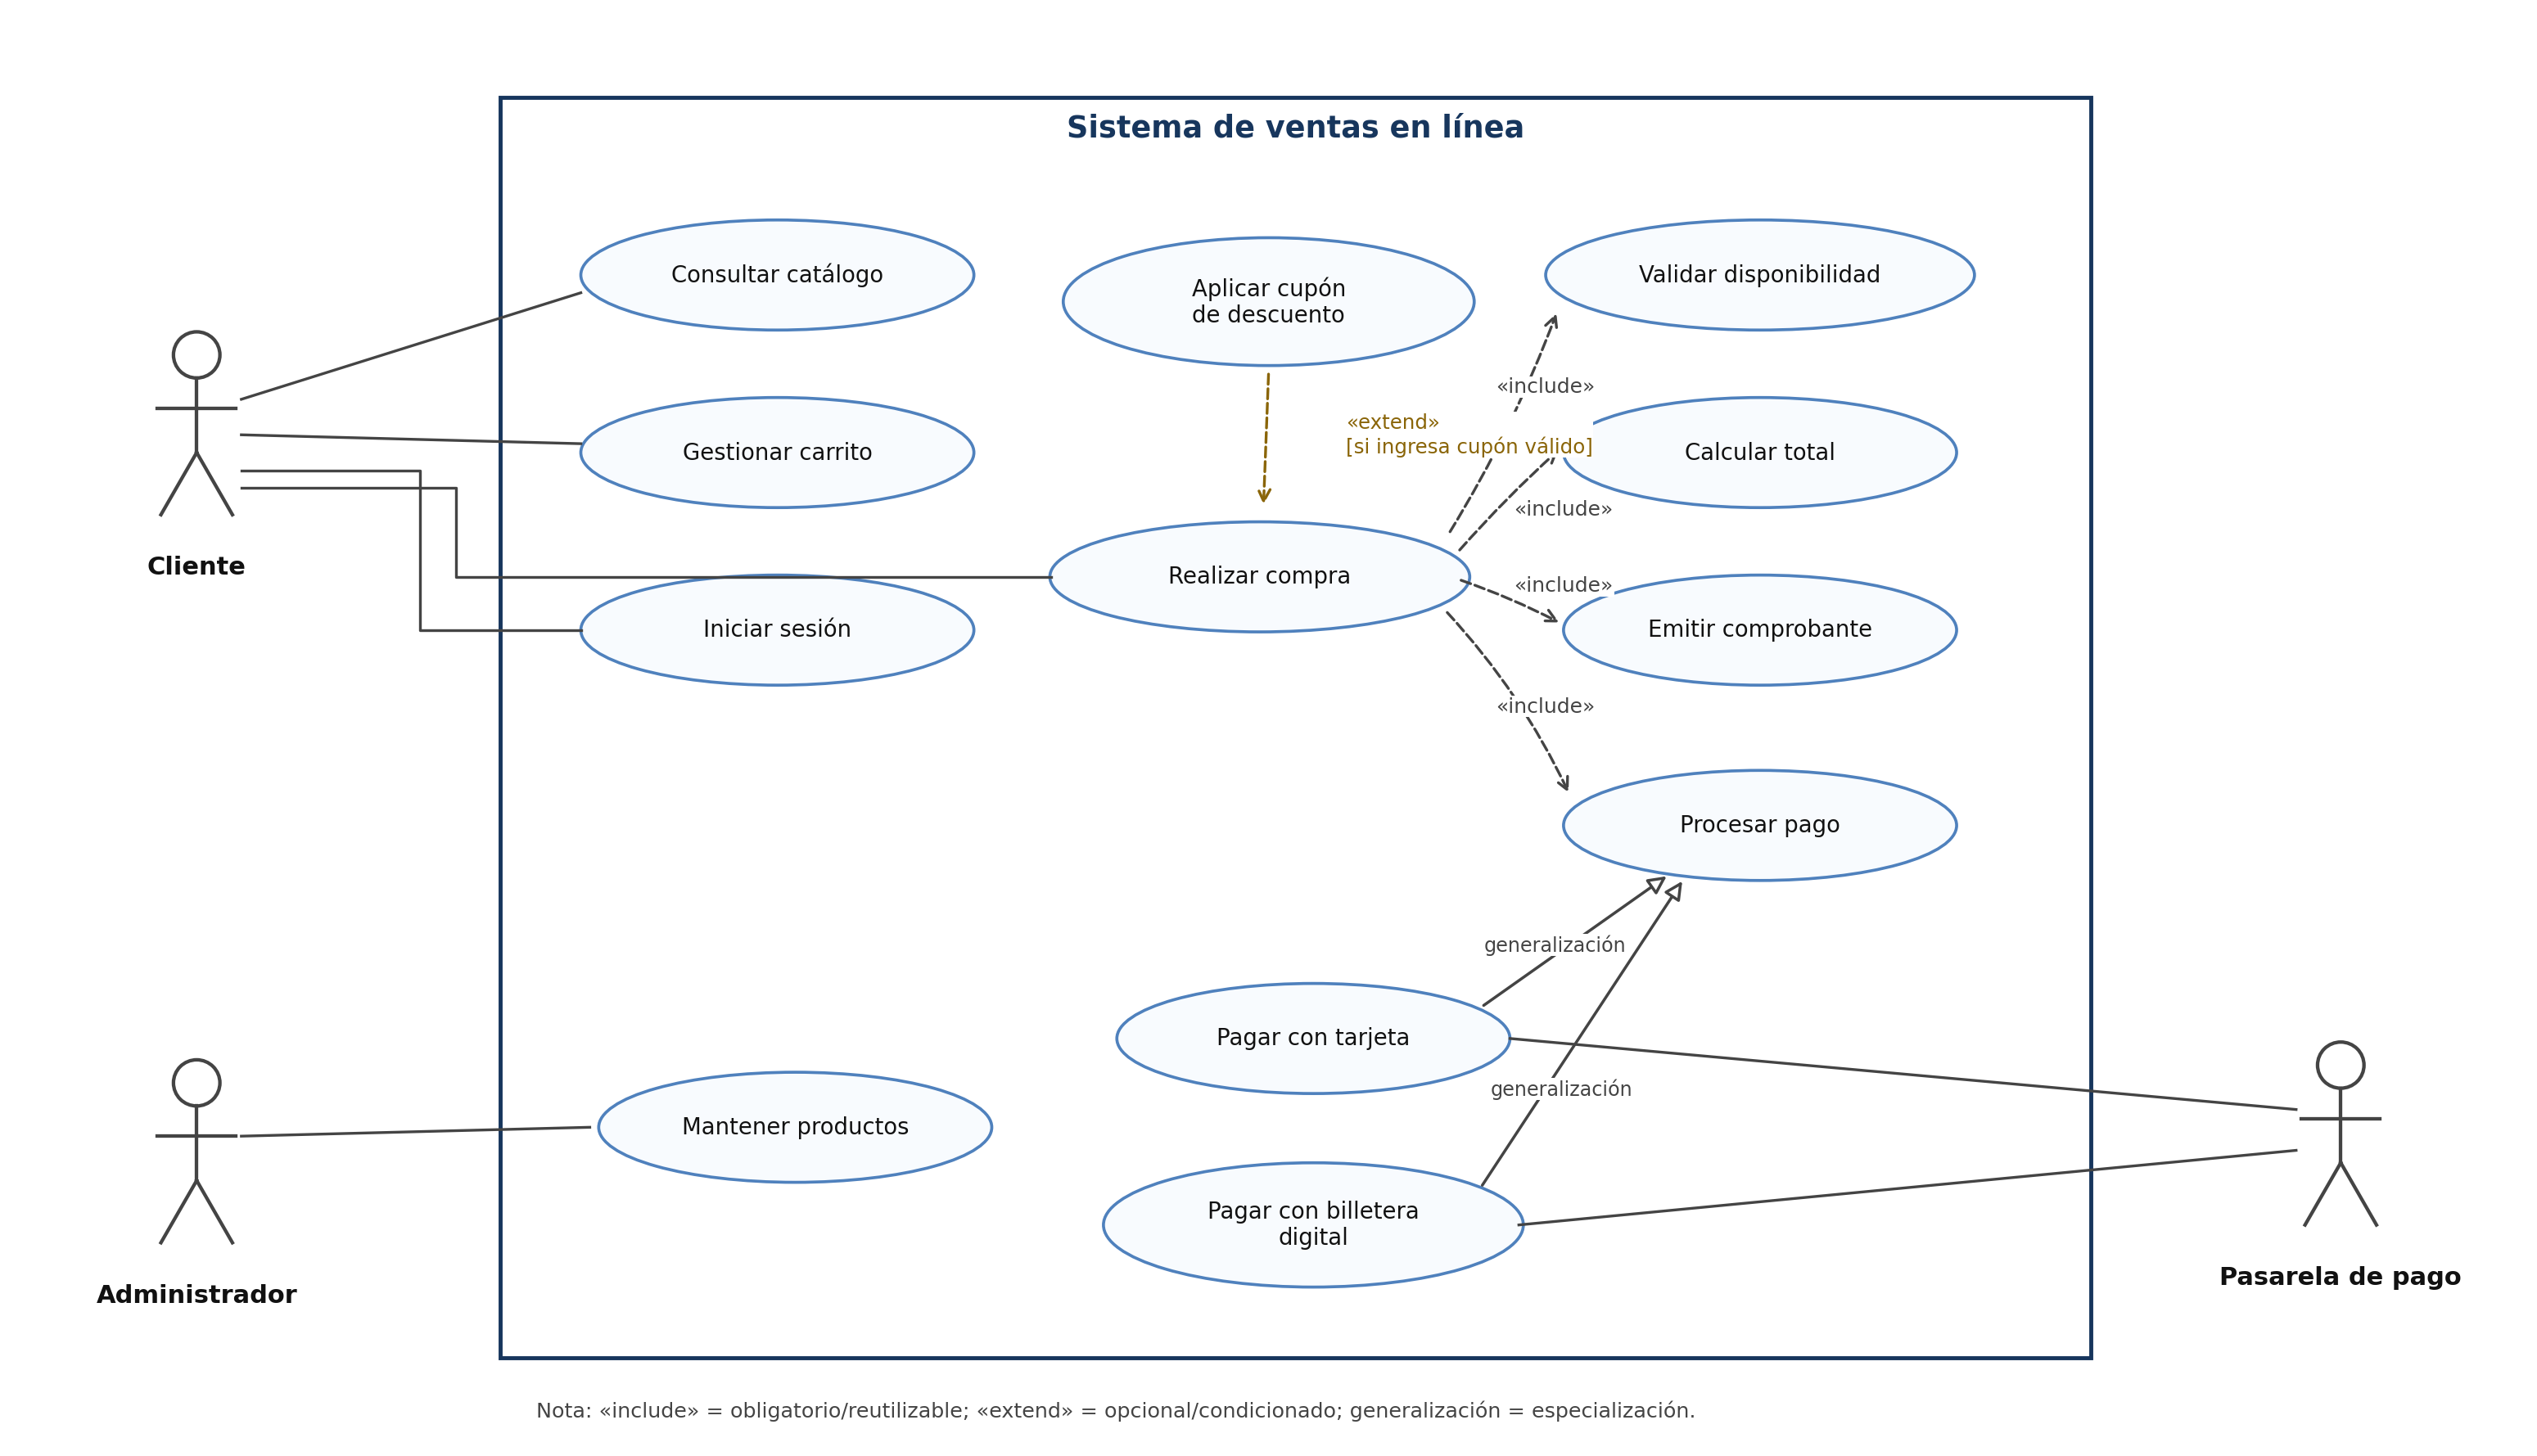 Sistema de ventas en línea
Consultar catálogo
Aplicar cupón
de descuento
Validar disponibilidad
«include»
«extend»
[si ingresa cupón válido]
Gestionar carrito
Calcular total
«include»
Cliente
Realizar compra
«include»
Iniciar sesión
Emitir comprobante
«include»
Procesar pago
generalización
Pagar con tarjeta
generalización
Mantener productos
Pagar con billetera
digital
Administrador
Pasarela de pago
Nota: «include» = obligatorio/reutilizable; «extend» = opcional/condicionado; generalización = especialización.